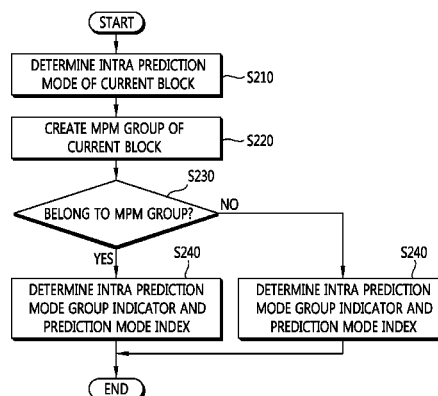 START
DETERMINE INTRA PREDICTION
MODE OF CURRENT BLOCK
S210
CREATE MPM GROUP OF
CURRENT BLOCK
S220
S230
BELONG TO MPM GROUP?
NO
YES
S240
DETERMINE INTRA PREDICTION
MODE GROUP INDICATOR AND
PREDICTION MODE INDEX
S240
DETERMINE INTRA PREDICTION
MODE GROUP INDICATOR AND
PREDICTION MODE INDEX
END